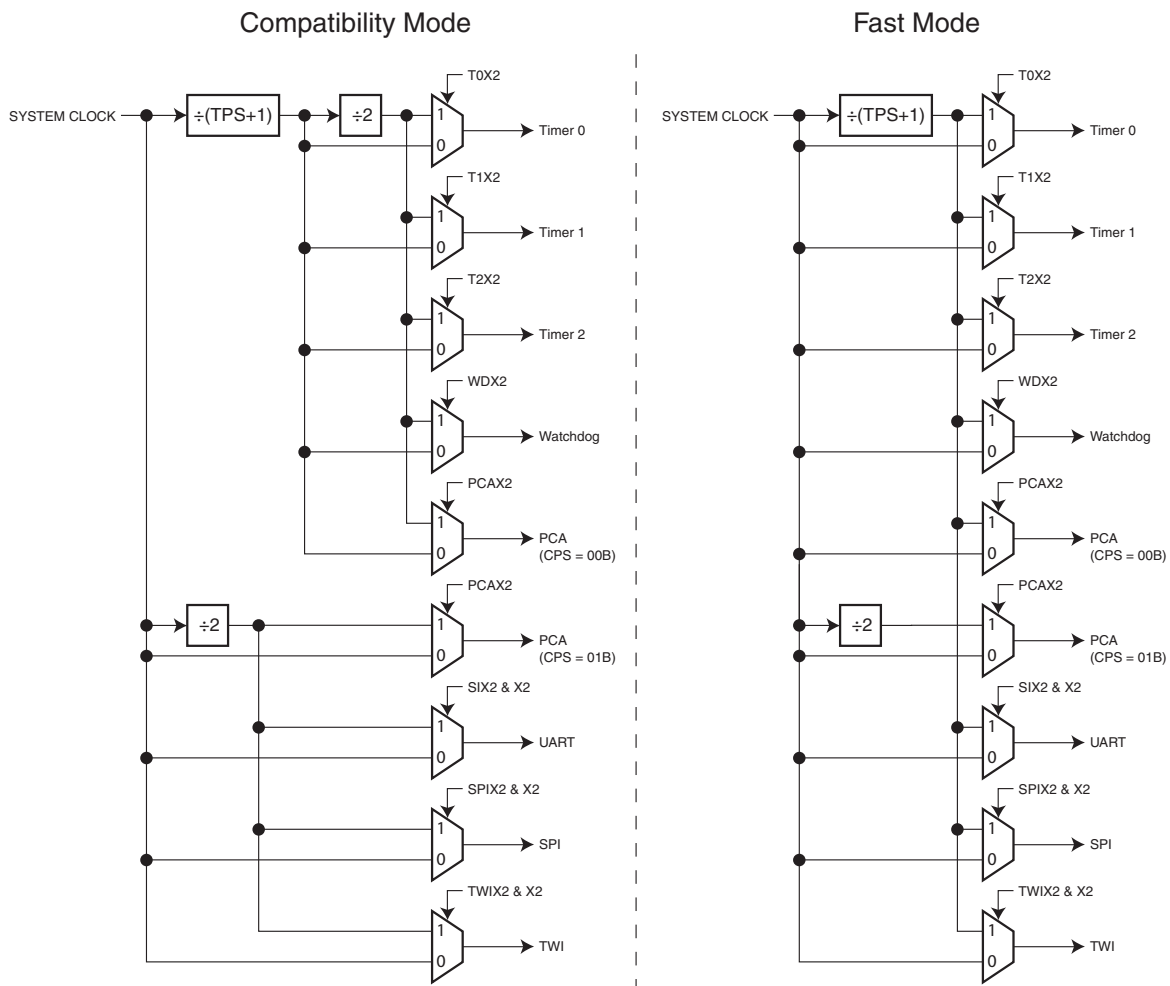 Compatibility Mode
T0X2
SYSTEM CLOCK
÷(TPS+1)
÷2
1
0
Timer 0
T1X2
1
0
Timer 1
T2X2
1
0
Timer 2
WDX2
1
0
Watchdog
PCAX2
1
0
PCA
(CPS = 00B)
PCAX2
÷2
1
0
PCA
(CPS = 01B)
SIX2 & X2
1
0
UART
SPIX2 & X2
1
0
SPI
TWIX2 & X2
1
0
TWI
Fast Mode
T0X2
SYSTEM CLOCK
÷(TPS+1)
1
0
Timer 0
T1X2
1
0
Timer 1
T2X2
1
0
Timer 2
WDX2
1
0
Watchdog
PCAX2
1
0
PCA
(CPS = 00B)
PCAX2
÷2
1
0
PCA
(CPS = 01B)
SIX2 & X2
1
0
UART
SPIX2 & X2
1
0
SPI
TWIX2 & X2
1
0
TWI